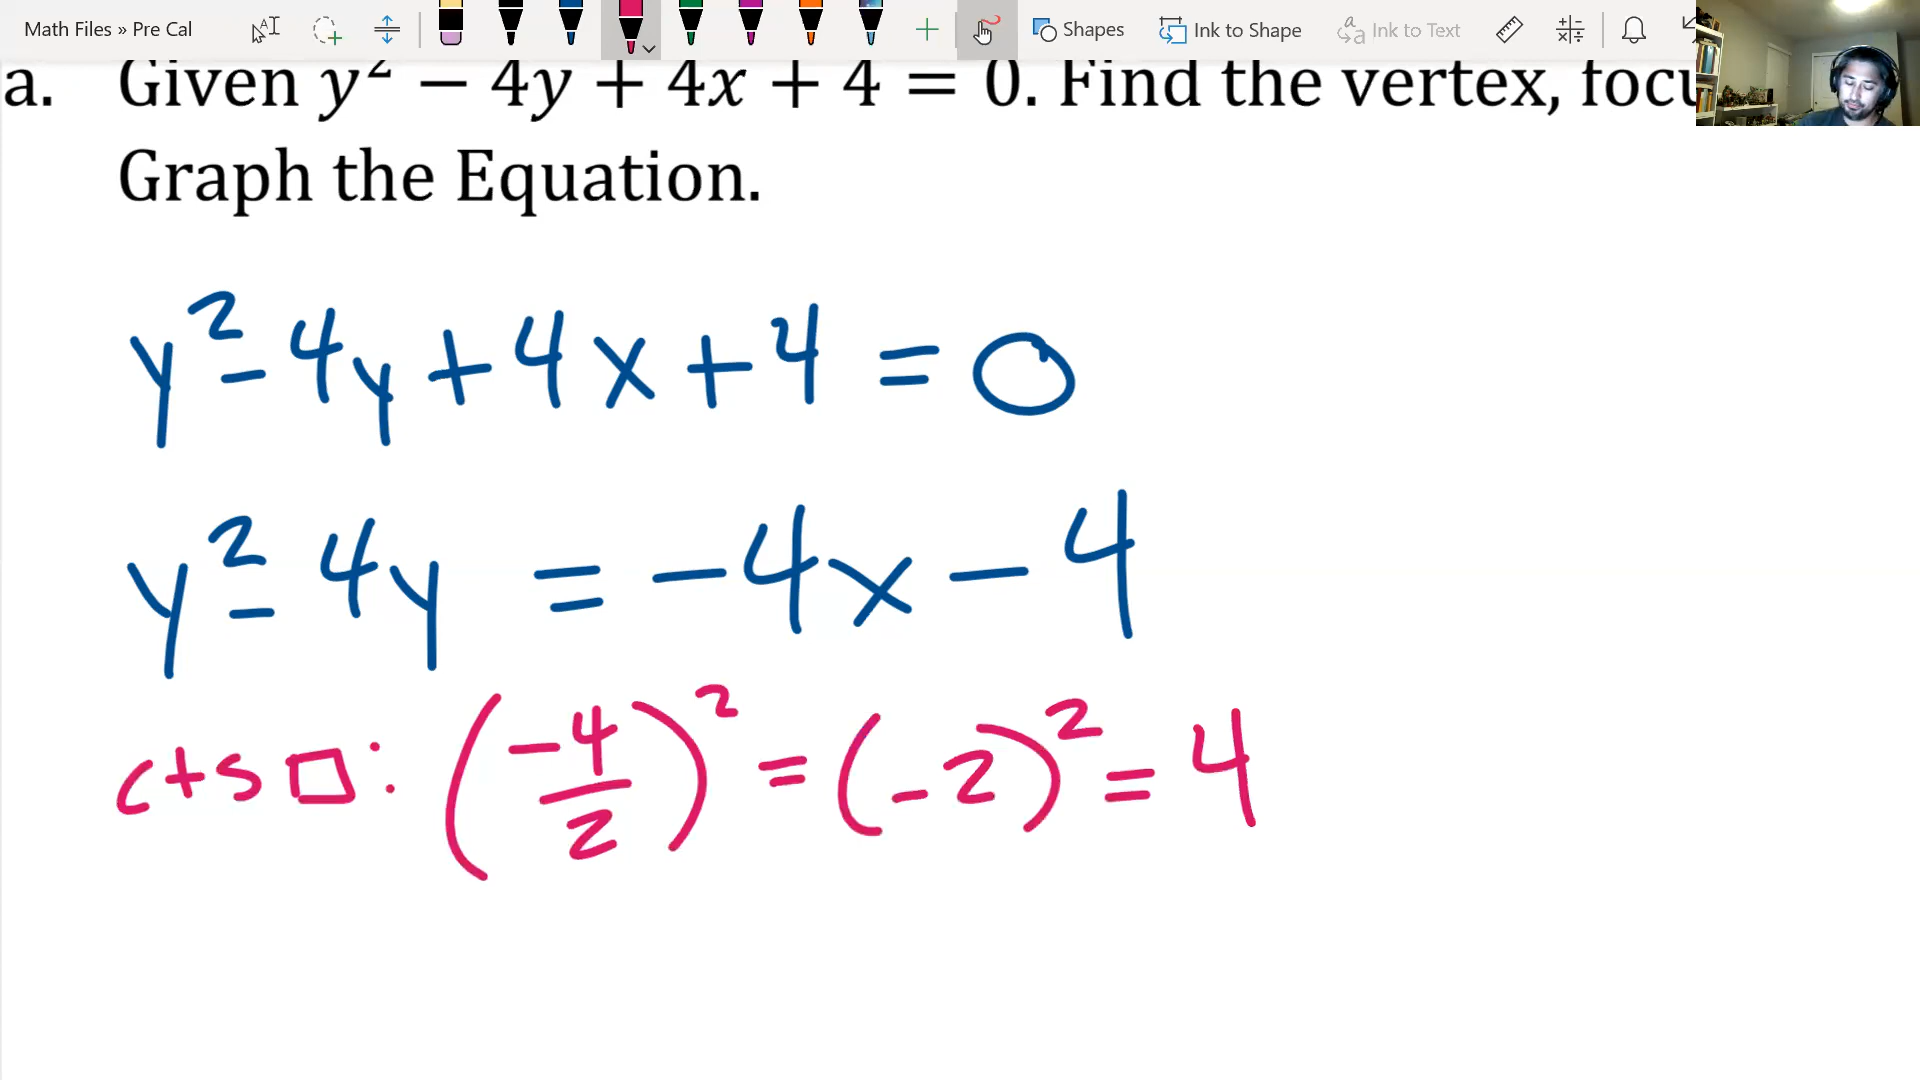 Math Files » Pre Cal Shapes Ink to Shape Ink to Text
a. Given y² − 4y + 4x + 4 = 0. Find the vertex,
Graph the Equation.
y² - 4y + 4x + 4 = 0
y² - 4y = -4x - 4
cts □: (-4/2)² = (-2)² = 4